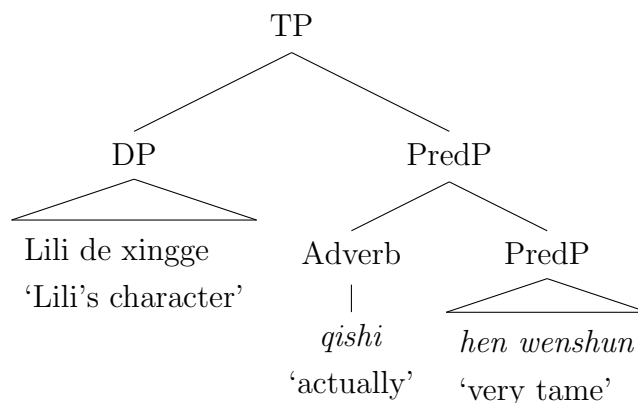 TP
DP PredP
Lili de xingge
‘Lili’s character’
Adverb PredP
qishi hen wenshun
‘actually’ ‘very tame’